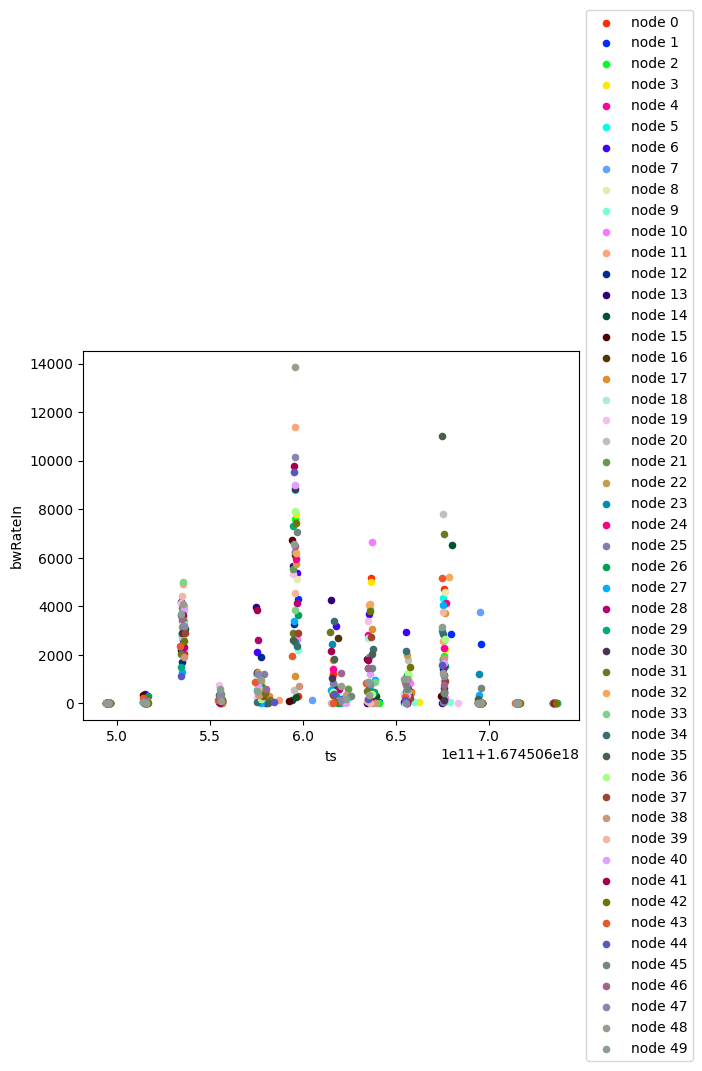 node 0
node 1
node 2
node 3
node 4
node 5
node 6
node 7
node 8
node 9
node 10
node 11
node 12
node 13
node 14
node 15
node 16
node 17
node 18
node 19
node 20
node 21
node 22
node 23
node 24
node 25
node 26
node 27
node 28
node 29
node 30
node 31
node 32
node 33
node 34
node 35
node 36
node 37
node 38
node 39
node 40
node 41
node 42
node 43
node 44
node 45
node 46
node 47
node 48
node 49
14000
12000
10000
8000
6000
4000
2000
0
bwRateIn
5.0 5.5 6.0 6.5 7.0
ts
1e11+1.674506e18